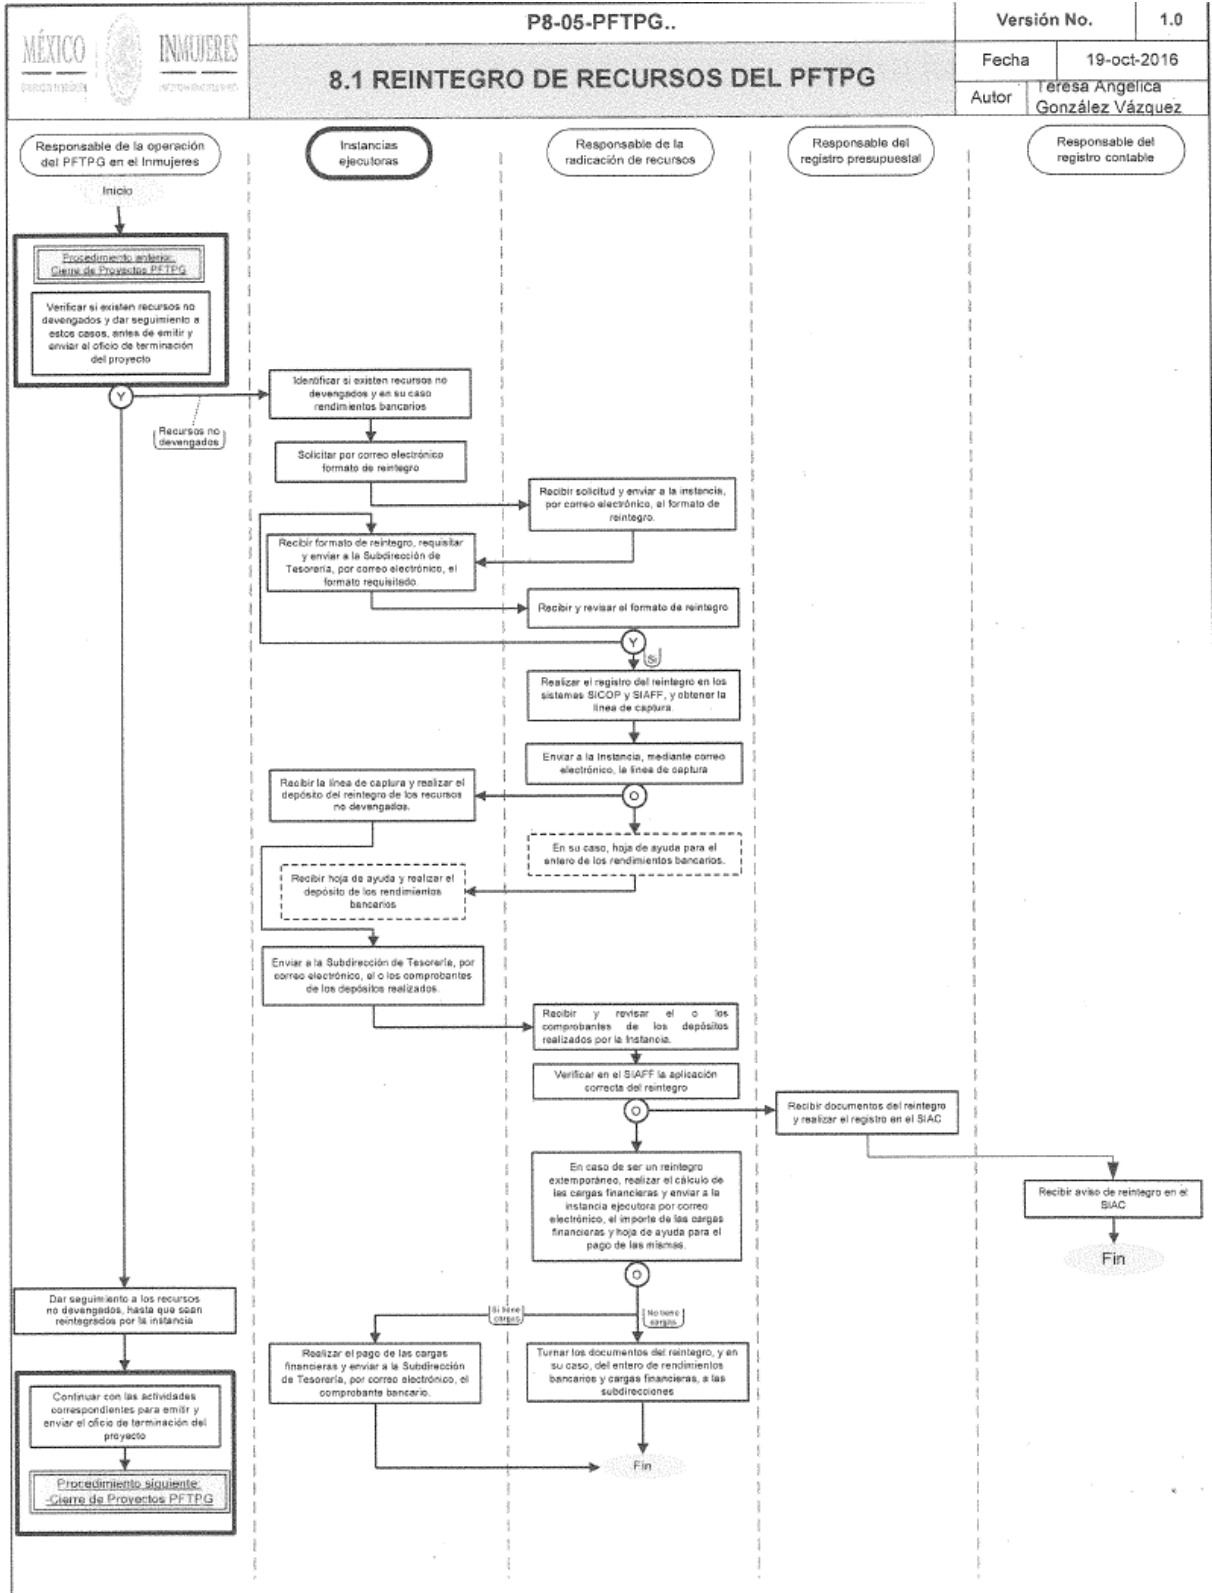 MÉXICO
INMUJERES
P8-05-PFTPG..
8.1 REINTEGRO DE RECURSOS DEL PFTPG
Versión No.
1.0
Fecha
19-oct-2016
Autor
Teresa Angelica
González Vázquez
Responsable de la operación
del PFTPG en el Inmujeres
Instancias
ejecutoras
Responsable de la
radicación de recursos
Responsable del
registro presupuestal
Responsable del
registro contable
Inicio
Procedimiento anterior:
Cierre de Proyectos PFTPG
Verificar si existen recursos no
devengados y dar seguimiento a
estos casos, antes de emitir y
enviar el oficio de terminación
del proyecto
Y
Recursos no
devengados
Identificar si existen recursos no
devengados y en su caso
rendimientos bancarios
Solicitar por correo electrónico
formato de reintegro
Recibir solicitud y enviar a la instancia,
por correo electrónico, el formato de
reintegro.
Recibir formato de reintegro, requisitar
y enviar a la Subdirección de
Tesorería, por correo electrónico, el
formato requisitado.
Recibir y revisar el formato de reintegro
Y
Si
Realizar el registro del reintegro en los
sistemas SICOP y SIAFF, y obtener la
línea de captura.
Enviar a la Instancia, mediante correo
electrónico, la línea de captura
O
Recibir la línea de captura y realizar el
depósito del reintegro de los recursos
no devengados.
En su caso, hoja de ayuda para el
entero de los rendimientos bancarios.
Recibir hoja de ayuda y realizar el
depósito de los rendimientos
bancarios
Enviar a la Subdirección de Tesorería, por
correo electrónico, el o los comprobantes
de los depósitos realizados.
Recibir y revisar el o los
comprobantes de los depósitos
realizados por la Instancia.
Verificar en el SIAFF la aplicación
correcta del reintegro
O
Recibir documentos del reintegro
y realizar el registro en el SIAC
Recibir aviso de reintegro en el
SIAC
Fin
En caso de ser un reintegro
extemporáneo, realizar el cálculo de
las cargas financieras y enviar a la
instancia ejecutora por correo
electrónico, el importe de las cargas
financieras y hoja de ayuda para el
pago de las mismas.
O
Si tiene
cargas
No tiene
cargas
Dar seguimiento a los recursos
no devengados, hasta que sean
reintegrados por la instancia
Realizar el pago de las cargas
financieras y enviar a la Subdirección
de Tesorería, por correo electrónico, el
comprobante bancario.
Turnar los documentos del reintegro, y en
su caso, del entero de rendimientos
bancarios y cargas financieras, a las
subdirecciones
Fin
Continuar con las actividades
correspondientes para emitir y
enviar el oficio de terminación del
proyecto
Procedimiento siguiente:
-Cierre de Proyectos PFTPG